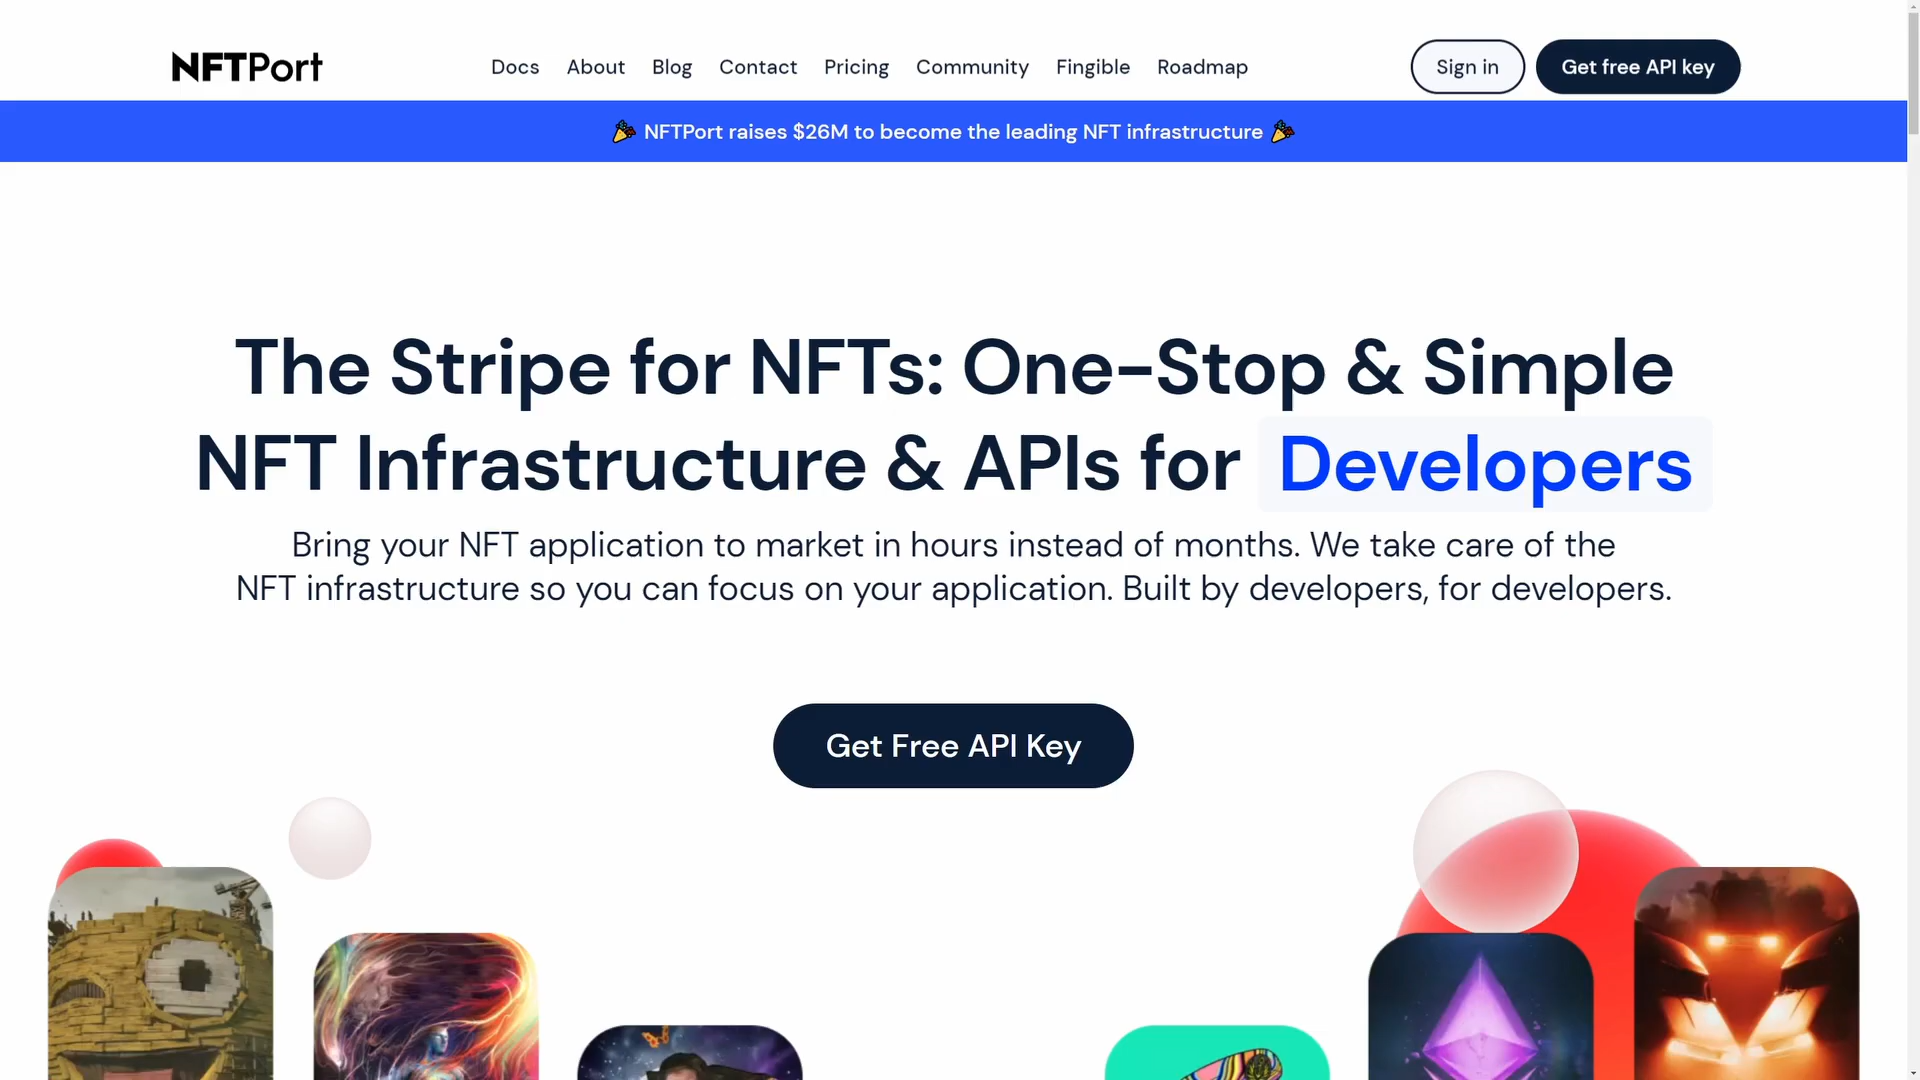 NFTPort
Docs About Blog Contact Pricing Community Fingible Roadmap
Sign in
Get free API key
🎉 NFTPort raises $26M to become the leading NFT infrastructure 🎉
The Stripe for NFTs: One-Stop & Simple
NFT Infrastructure & APIs for Developers
Bring your NFT application to market in hours instead of months. We take care of the
NFT infrastructure so you can focus on your application. Built by developers, for developers.
Get Free API Key